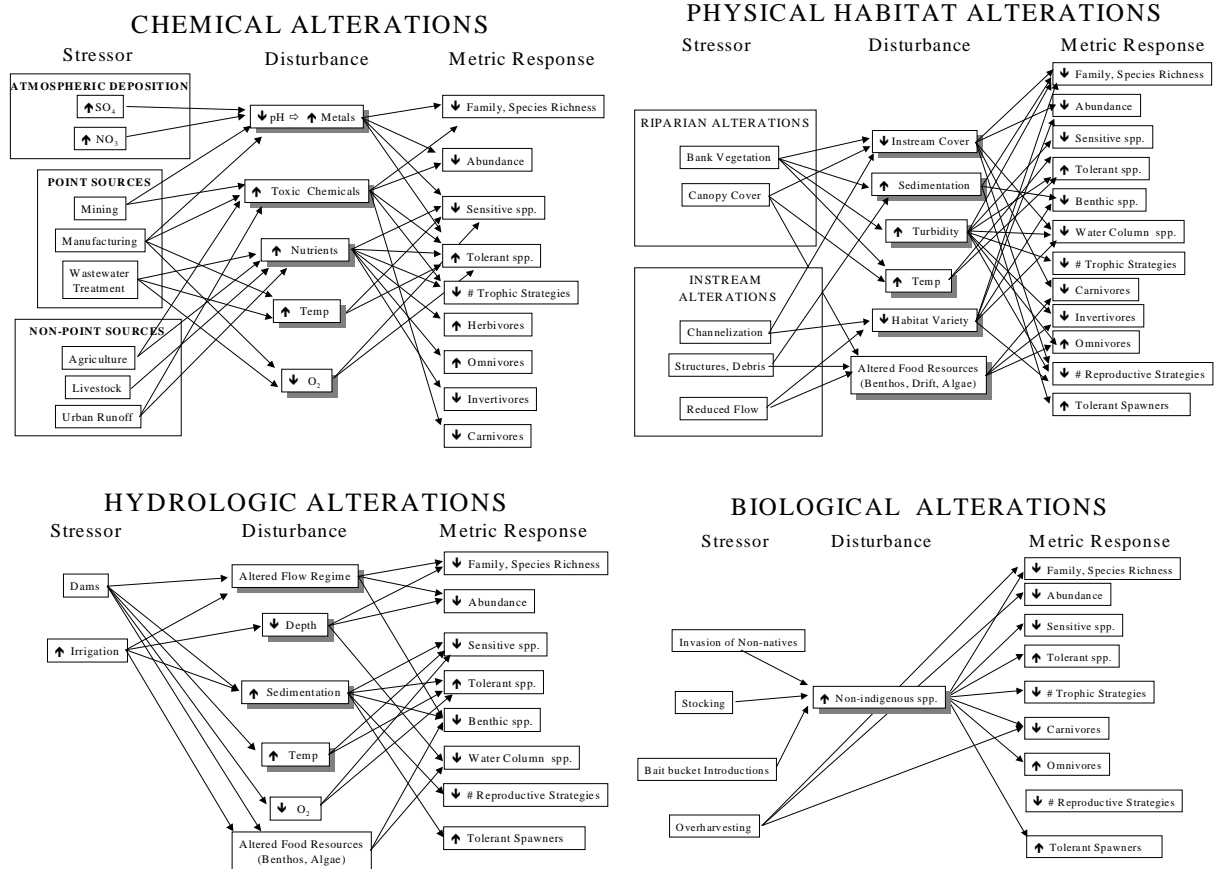 CHEMICAL ALTERATIONS
Stressor
Disturbance
Metric Response
ATMOSPHERIC DEPOSITION
↑SO₄
↑ NO₃
POINT SOURCES
Mining
Manufacturing
Wastewater
Treatment
NON-POINT SOURCES
Agriculture
Livestock
Urban Runoff
↓ pH ⇨ ↑ Metals
↑ Toxic Chemicals
↑ Nutrients
↑ Temp
↓ O₂
↓ Family, Species Richness
↓ Abundance
↓ Sensitive spp.
↑ Tolerant spp.
↓ # Trophic Strategies
↑ Herbivores
↑ Omnivores
↓ Invertivores
↓ Carnivores
PHYSICAL HABITAT ALTERATIONS
Stressor
Disturbance
Metric Response
RIPARIAN ALTERATIONS
Bank Vegetation
Canopy Cover
INSTREAM
ALTERATIONS
Channelization
Structures, Debris
Reduced Flow
↓ Instream Cover
↑ Sedimentation
↑ Turbidity
↑ Temp
↓ Habitat Variety
Altered Food Resources
(Benthos, Drift, Algae)
↓ Family, Species Richness
↓ Abundance
↓ Sensitive spp.
↑ Tolerant spp.
↓ Benthic spp.
↓ Water Column spp.
↓ # Trophic Strategies
↓ Carnivores
↓ Invertivores
↑ Omnivores
↓ # Reproductive Strategies
↑ Tolerant Spawners
HYDROLOGIC ALTERATIONS
Stressor
Disturbance
Metric Response
Dams
↑ Irrigation
Altered Flow Regime
↓ Depth
↑ Sedimentation
↑ Temp
↓ O₂
Altered Food Resources
(Benthos, Algae)
↓ Family, Species Richness
↓ Abundance
↓ Sensitive spp.
↑ Tolerant spp.
↓ Benthic spp.
↓ Water Column spp.
↓ # Reproductive Strategies
↑ Tolerant Spawners
BIOLOGICAL ALTERATIONS
Stressor
Disturbance
Metric Response
Invasion of Non-natives
Stocking
Bait bucket Introductions
Overharvesting
↑ Non-indigenous spp.
↓ Family, Species Richness
↓ Abundance
↓ Sensitive spp.
↑ Tolerant spp.
↓ # Trophic Strategies
↓ Carnivores
↑ Omnivores
↓ # Reproductive Strategies
↑ Tolerant Spawners